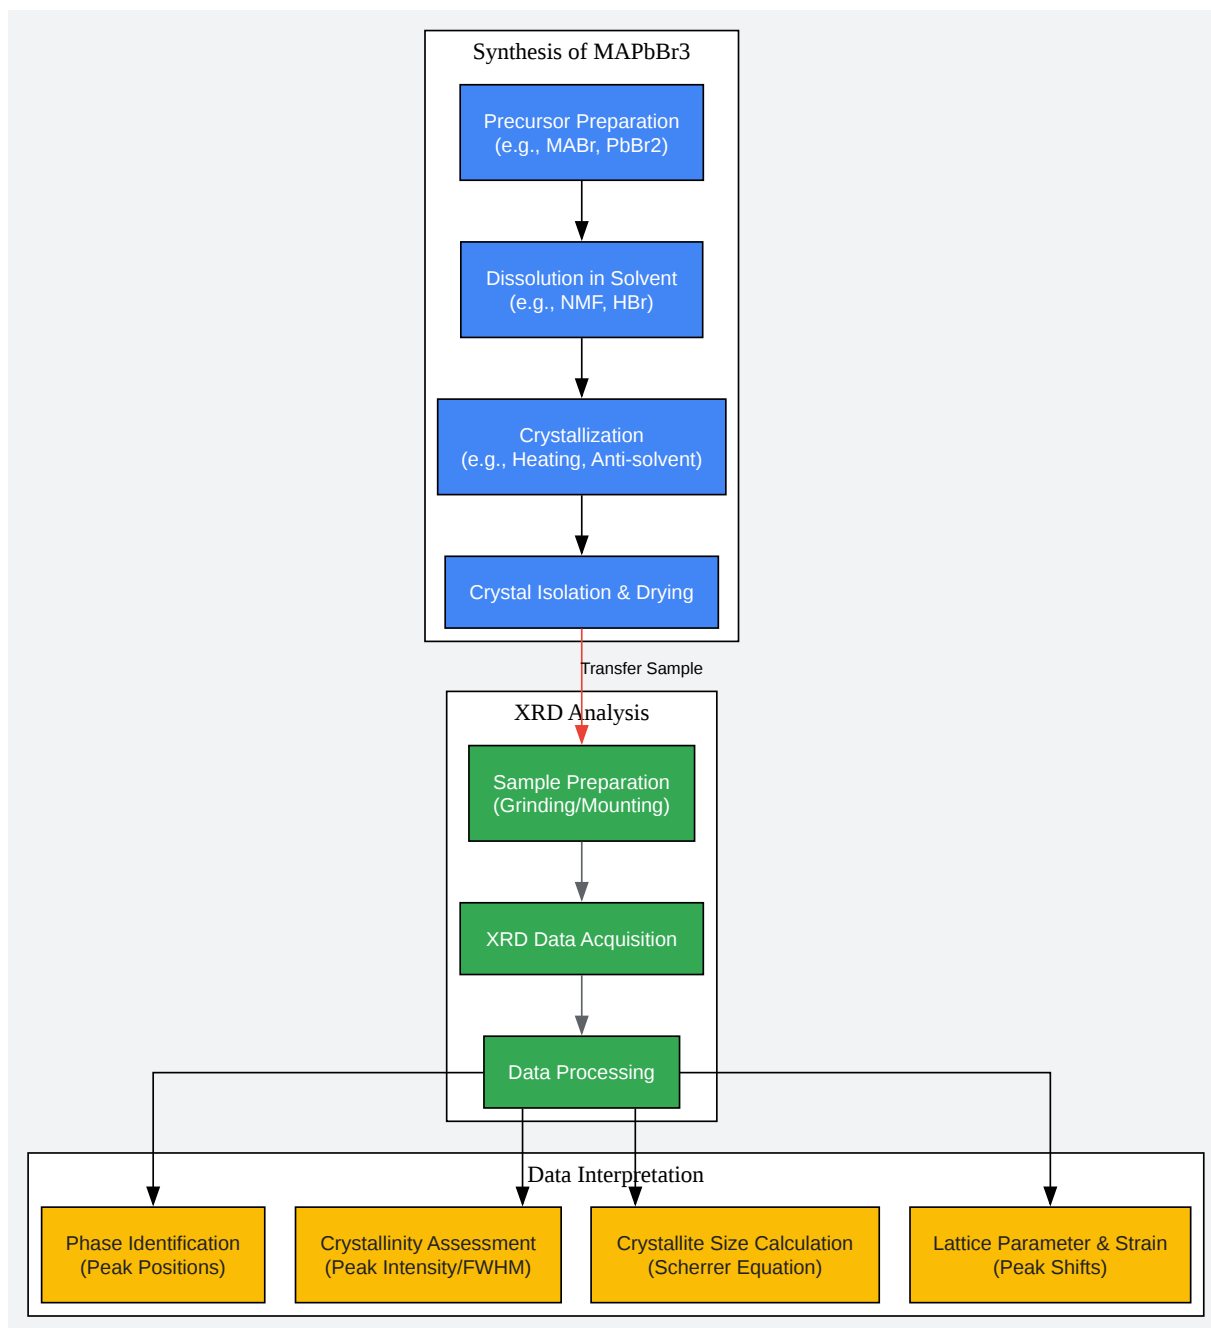 Synthesis of MAPbBr3
Precursor Preparation
(e.g., MABr, PbBr2)
Dissolution in Solvent
(e.g., NMF, HBr)
Crystallization
(e.g., Heating, Anti-solvent)
Crystal Isolation & Drying
Transfer Sample
XRD Analysis
Sample Preparation
(Grinding/Mounting)
XRD Data Acquisition
Data Processing
Data Interpretation
Phase Identification
(Peak Positions)
Crystallinity Assessment
(Peak Intensity/FWHM)
Crystallite Size Calculation
(Scherrer Equation)
Lattice Parameter & Strain
(Peak Shifts)